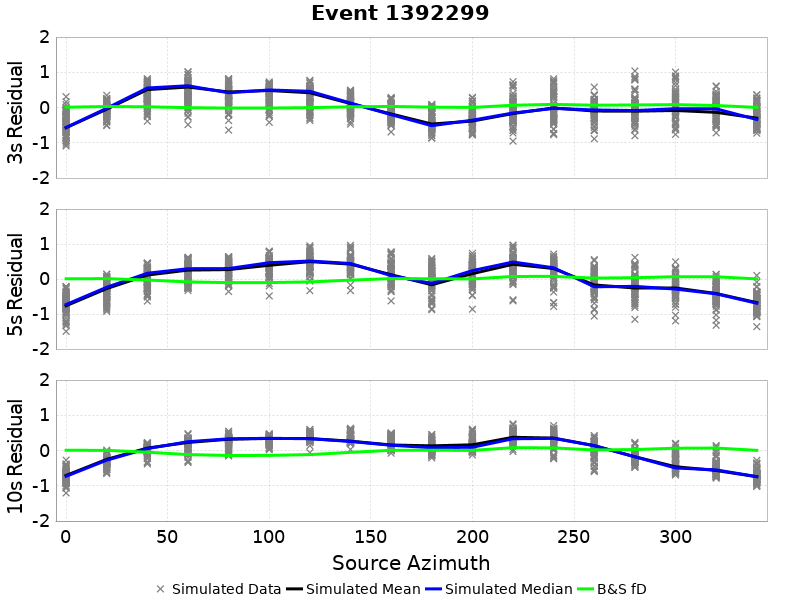 Event 1392299
3s Residual
2
1
0
-1
-2
5s Residual
2
1
0
-1
-2
10s Residual
2
1
0
-1
-2
0 50 100 150 200 250 300
Source Azimuth
Simulated Data Simulated Mean Simulated Median B&S fD